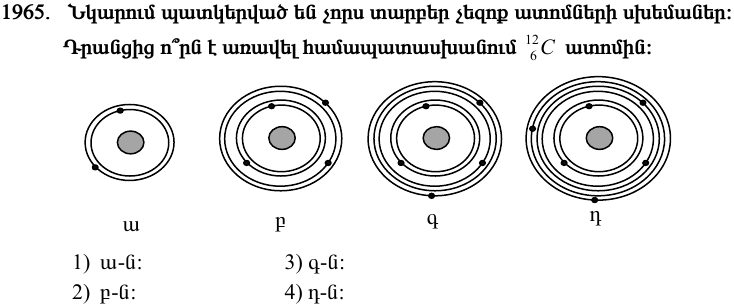 1965. Նկարում պատկերված են չորս տարբեր չեզոք ատոմների սխեմաներ:
Դրանցից ո՞րն է առավել համապատասխանում ¹²₆C ատոմին:
ա բ գ դ
1) ա-ն: 3) գ-ն:
2) բ-ն: 4) դ-ն: